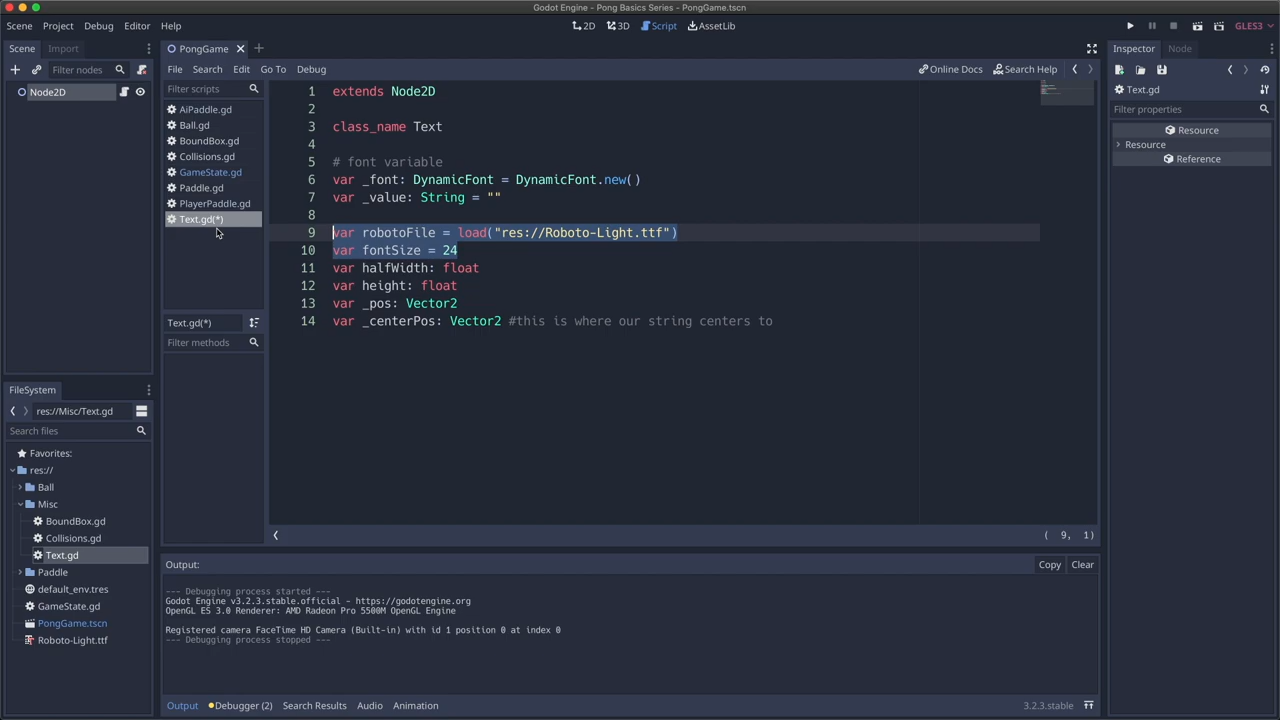 Godot Engine - Pong Basics Series - PongGame.tscn
Scene Project Debug Editor Help
2D 3D Script AssetLib
GLES3
Scene Import
Filter nodes
Node2D
PongGame
File Search Edit Go To Debug
Online Docs Search Help
Filter scripts
AiPaddle.gd
Ball.gd
BoundBox.gd
Collisions.gd
GameState.gd
Paddle.gd
PlayerPaddle.gd
Text.gd(*)
Text.gd(*)
Filter methods
1 extends Node2D
2
3 class_name Text
4
5 # font variable
6 var _font: DynamicFont = DynamicFont.new()
7 var _value: String = ""
8
9 var robotoFile = load("res://Roboto-Light.ttf")
10 var fontSize = 24
11 var halfWidth: float
12 var height: float
13 var _pos: Vector2
14 var _centerPos: Vector2 #this is where our string centers to
( 9, 1)
FileSystem
res://Misc/Text.gd
Search files
Favorites:
res://
Ball
Misc
BoundBox.gd
Collisions.gd
Text.gd
Paddle
default_env.tres
GameState.gd
PongGame.tscn
Roboto-Light.ttf
Output:
Copy Clear
--- Debugging process started ---
Godot Engine v3.2.3.stable.official - https://godotengine.org
OpenGL ES 3.0 Renderer: AMD Radeon Pro 5500M OpenGL Engine
Registered camera FaceTime HD Camera (Built-in) with id 1 position 0 at index 0
--- Debugging process stopped ---
Output Debugger (2) Search Results Audio Animation
3.2.3.stable
Inspector Node
Text.gd
Filter properties
Resource
Resource
Reference